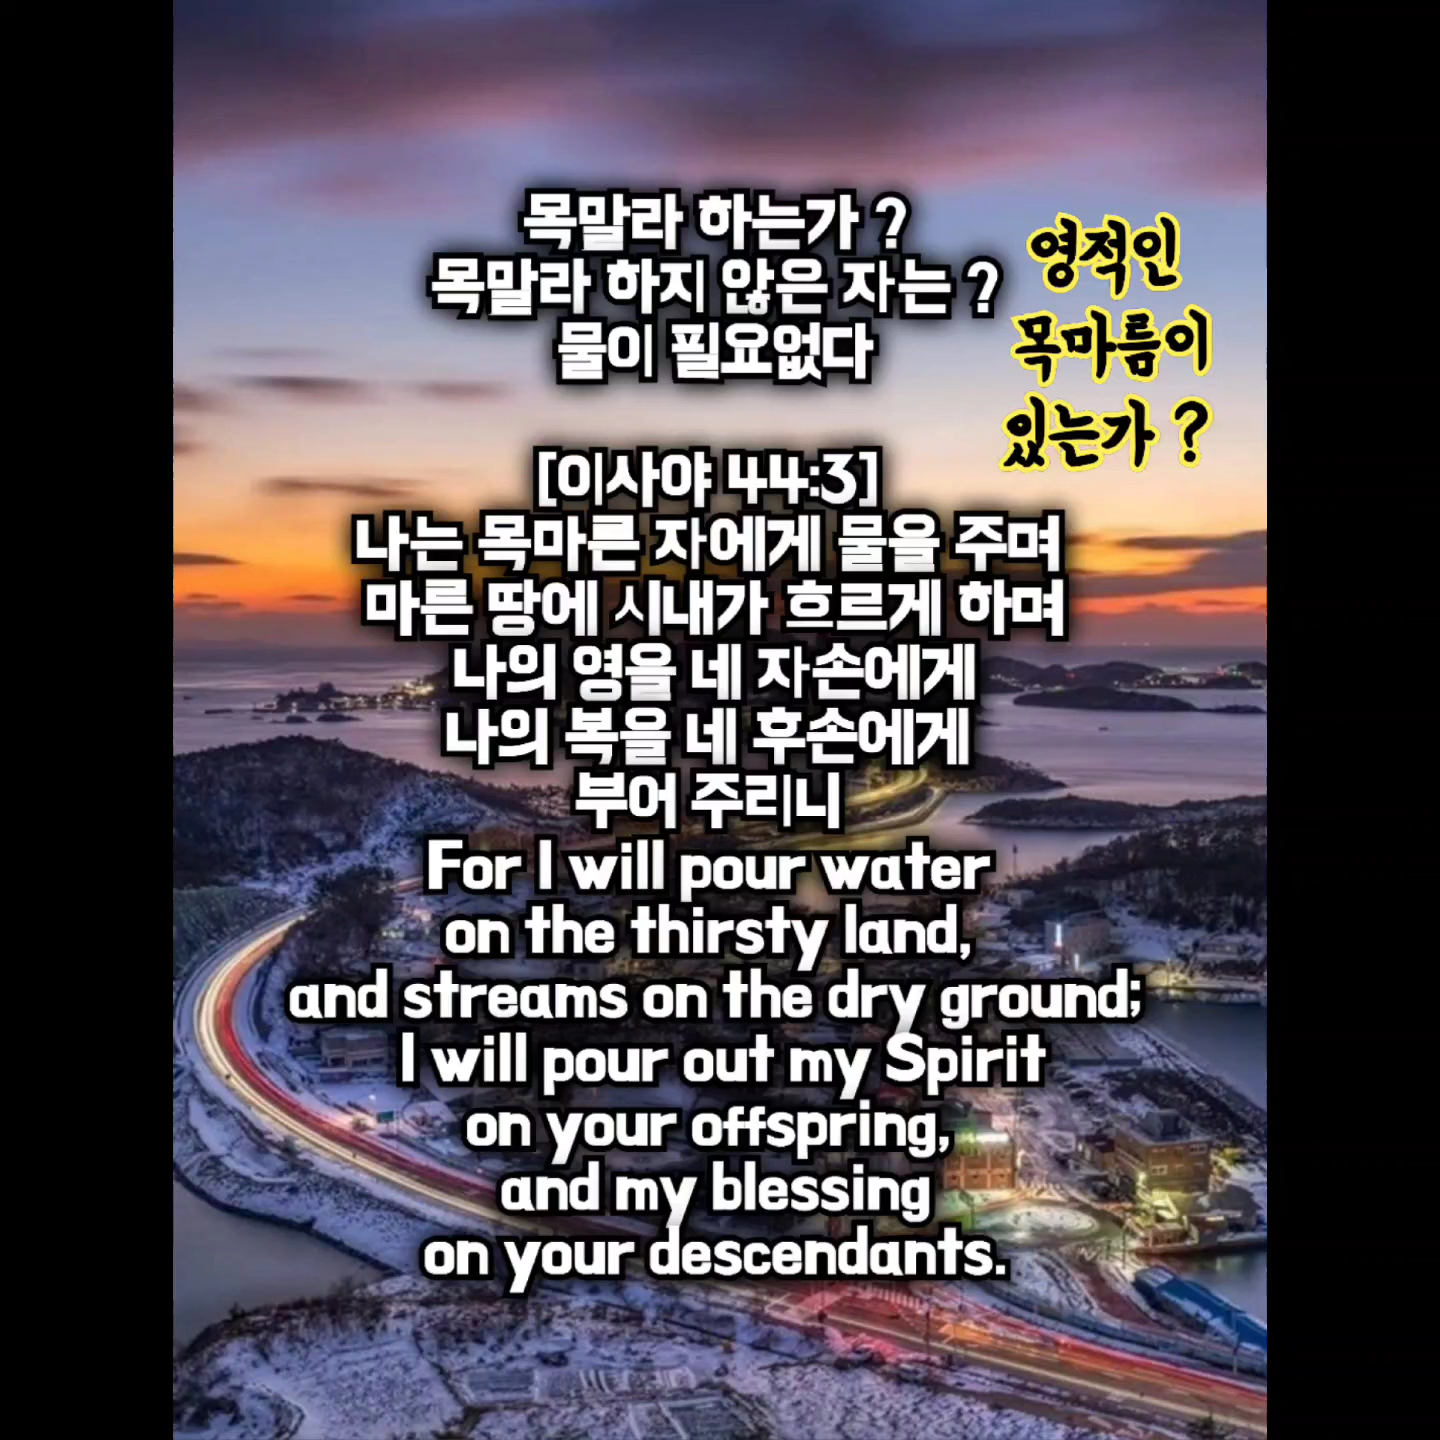 목말라 하는가 ?
목말라 하지 않은 자는 ?
물이 필요없다
영적인
목마름이
있는가 ?
[이사야 44:3]
나는 목마른 자에게 물을 주며
마른 땅에 시내가 흐르게 하며
나의 영을 네 자손에게
나의 복을 네 후손에게
부어 주리니
For I will pour water
on the thirsty land,
and streams on the dry ground;
I will pour out my Spirit
on your offspring,
and my blessing
on your descendants.